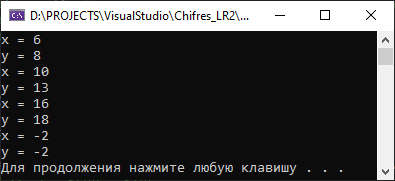 D:\PROJECTS\VisualStudio\Chifres_LR2\...
x = 6
y = 8
x = 10
y = 13
x = 16
y = 18
x = -2
y = -2
Для продолжения нажмите любую клавишу . . .